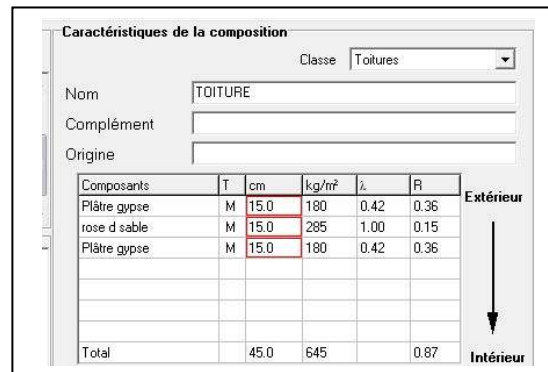 Caractéristiques de la composition
Classe Toitures
Nom TOITURE
Complément
Origine
Composants T cm kg/m² λ R
Extérieur
Plâtre gypse M 15.0 180 0.42 0.36
rose d sable M 15.0 285 1.00 0.15
Plâtre gypse M 15.0 180 0.42 0.36
Total 45.0 645 0.87
Intérieur